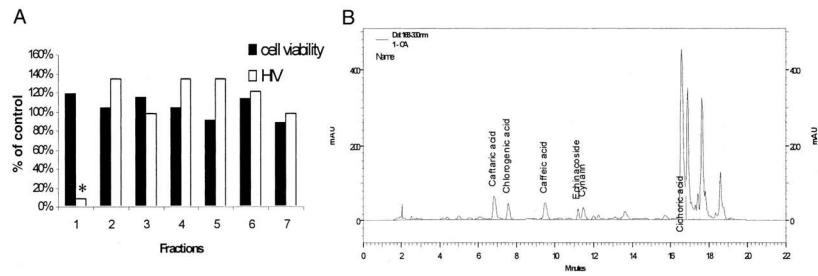 A
160%
140%
120%
100%
80%
60%
40%
20%
0%
% of control
cell viability
HIV
*
1 2 3 4 5 6 7
Fractions
B
1 - CA
Name
400
200
0
mAU
Caftaric acid
Chlorogenic acid
Caffeic acid
Echinacoside
Cynarin
Cichoric acid
400
200
0
mAU
0 2 4 6 8 10 12 14 16 18 20 22
Minutes